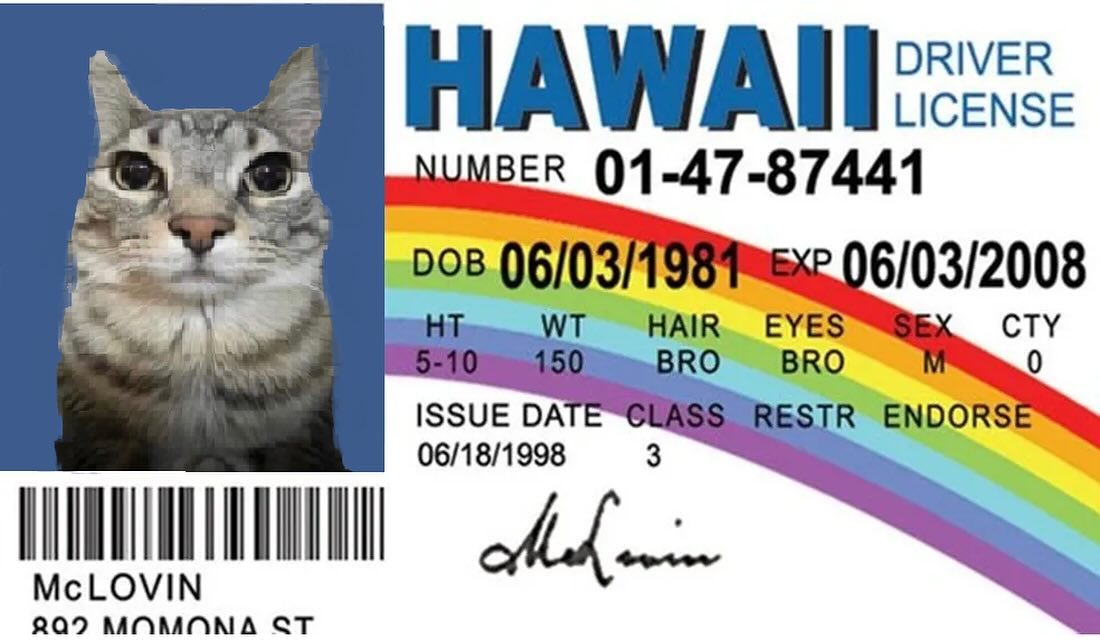 HAWAII DRIVER
LICENSE
NUMBER 01-47-87441
DOB 06/03/1981 EXP 06/03/2008
HT WT HAIR EYES SEX CTY
5-10 150 BRO BRO M 0
ISSUE DATE CLASS RESTR ENDORSE
06/18/1998 3
McLovin
McLOVIN
892 MOMONA ST